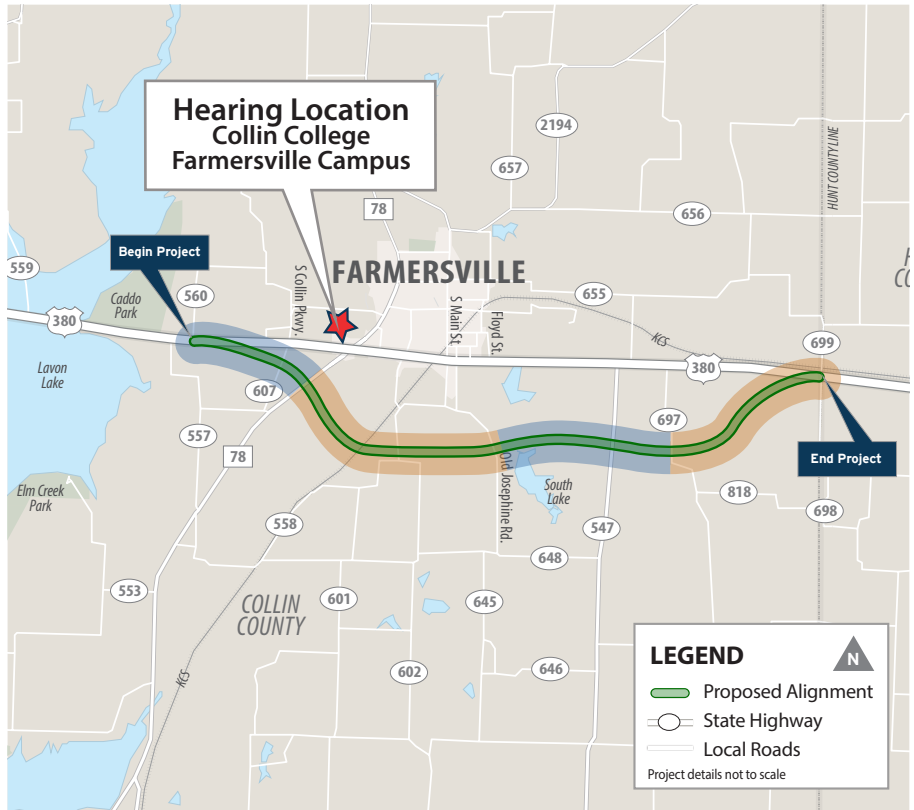 Hearing Location
Collin College
Farmersville Campus
2194
657
78
656
HUNT COUNTY LINE
Begin Project
559
Caddo
Park
560
S Collin Pkwy.
FARMERSVILLE
S Main St.
Floyd St.
655
KCS
699
380
380
Lavon
Lake
607
697
End Project
557
78
Old Josephine Rd.
South
Lake
818
698
Elm Creek
Park
558
547
648
553
601
645
COLLIN
COUNTY
602
646
KCS
LEGEND
N
Proposed Alignment
State Highway
Local Roads
Project details not to scale